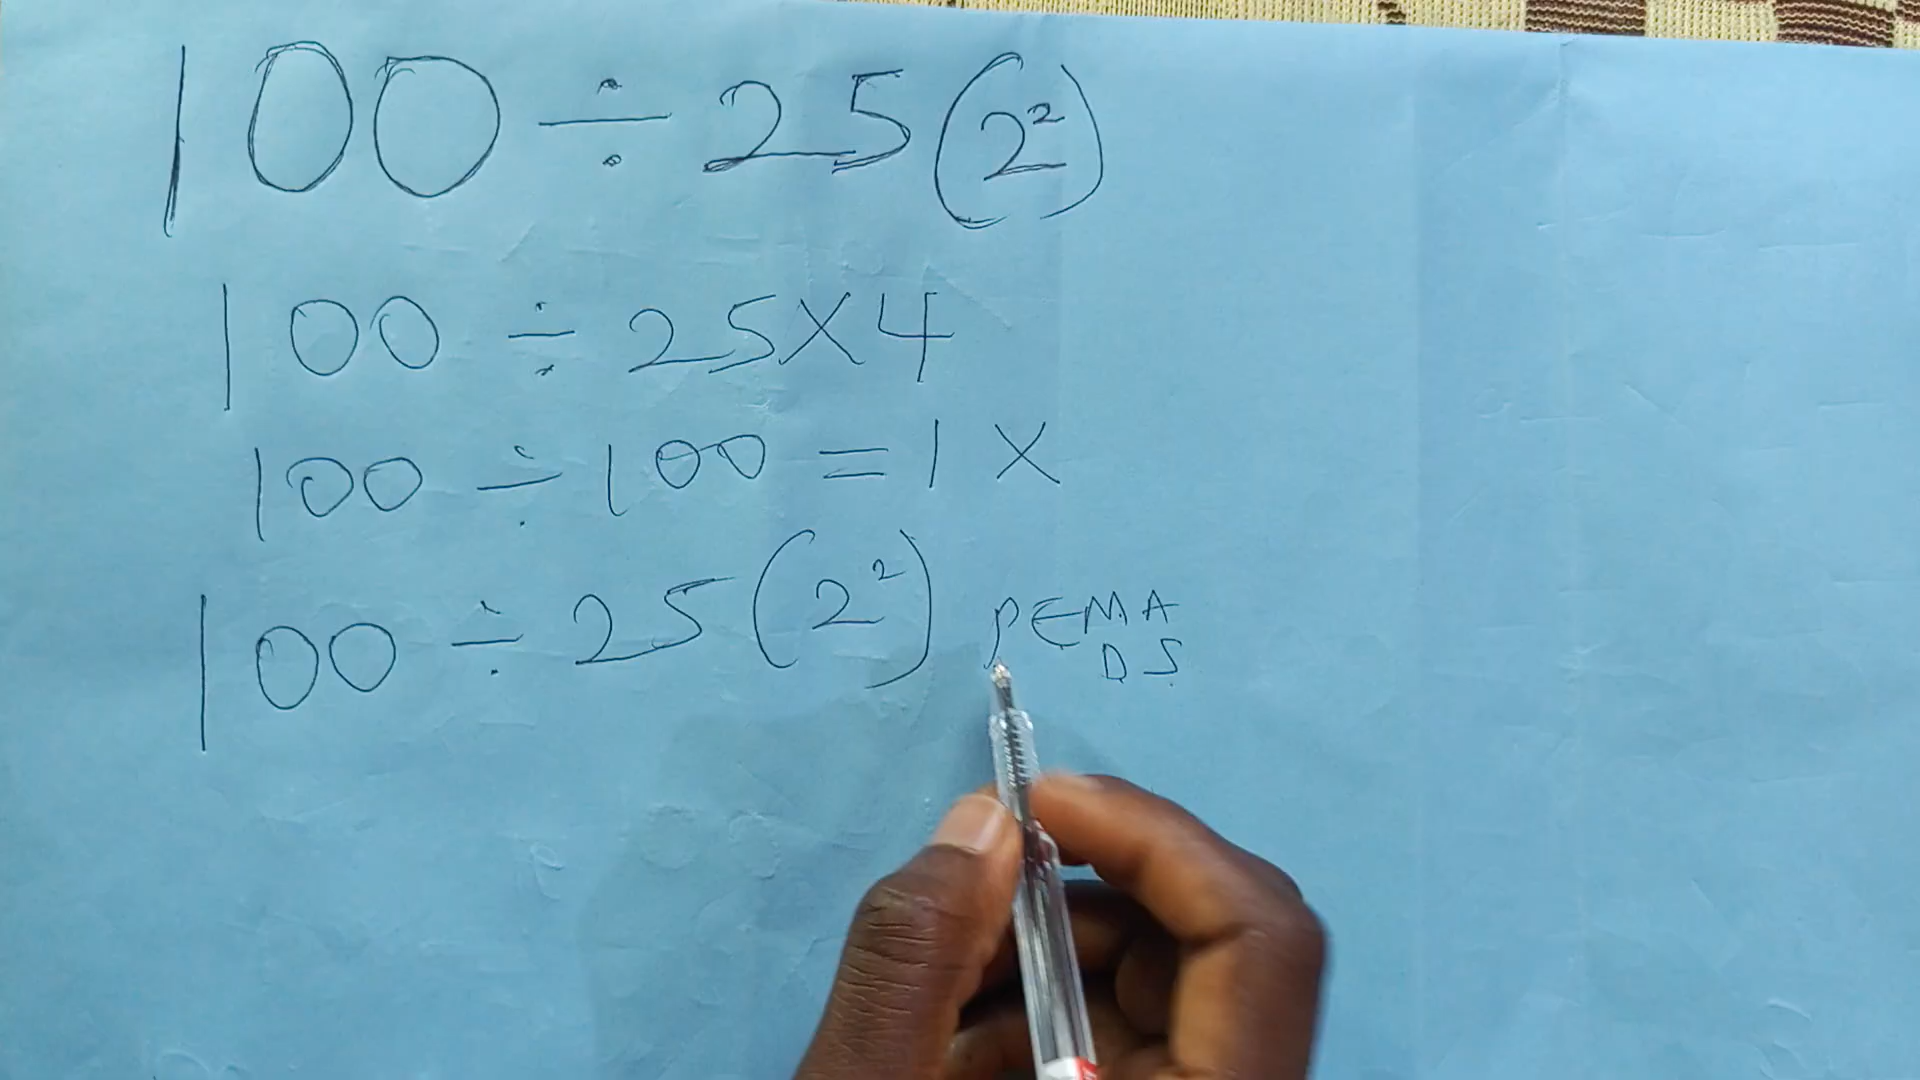 100 ÷ 25(2²)
100 ÷ 25×4
100 ÷ 100 = 1 ×
100 ÷ 25(2²) PEMA
DS